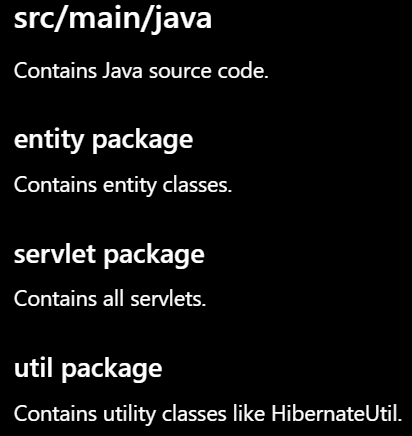 src/main/java
Contains Java source code.
entity package
Contains entity classes.
servlet package
Contains all servlets.
util package
Contains utility classes like HibernateUtil.